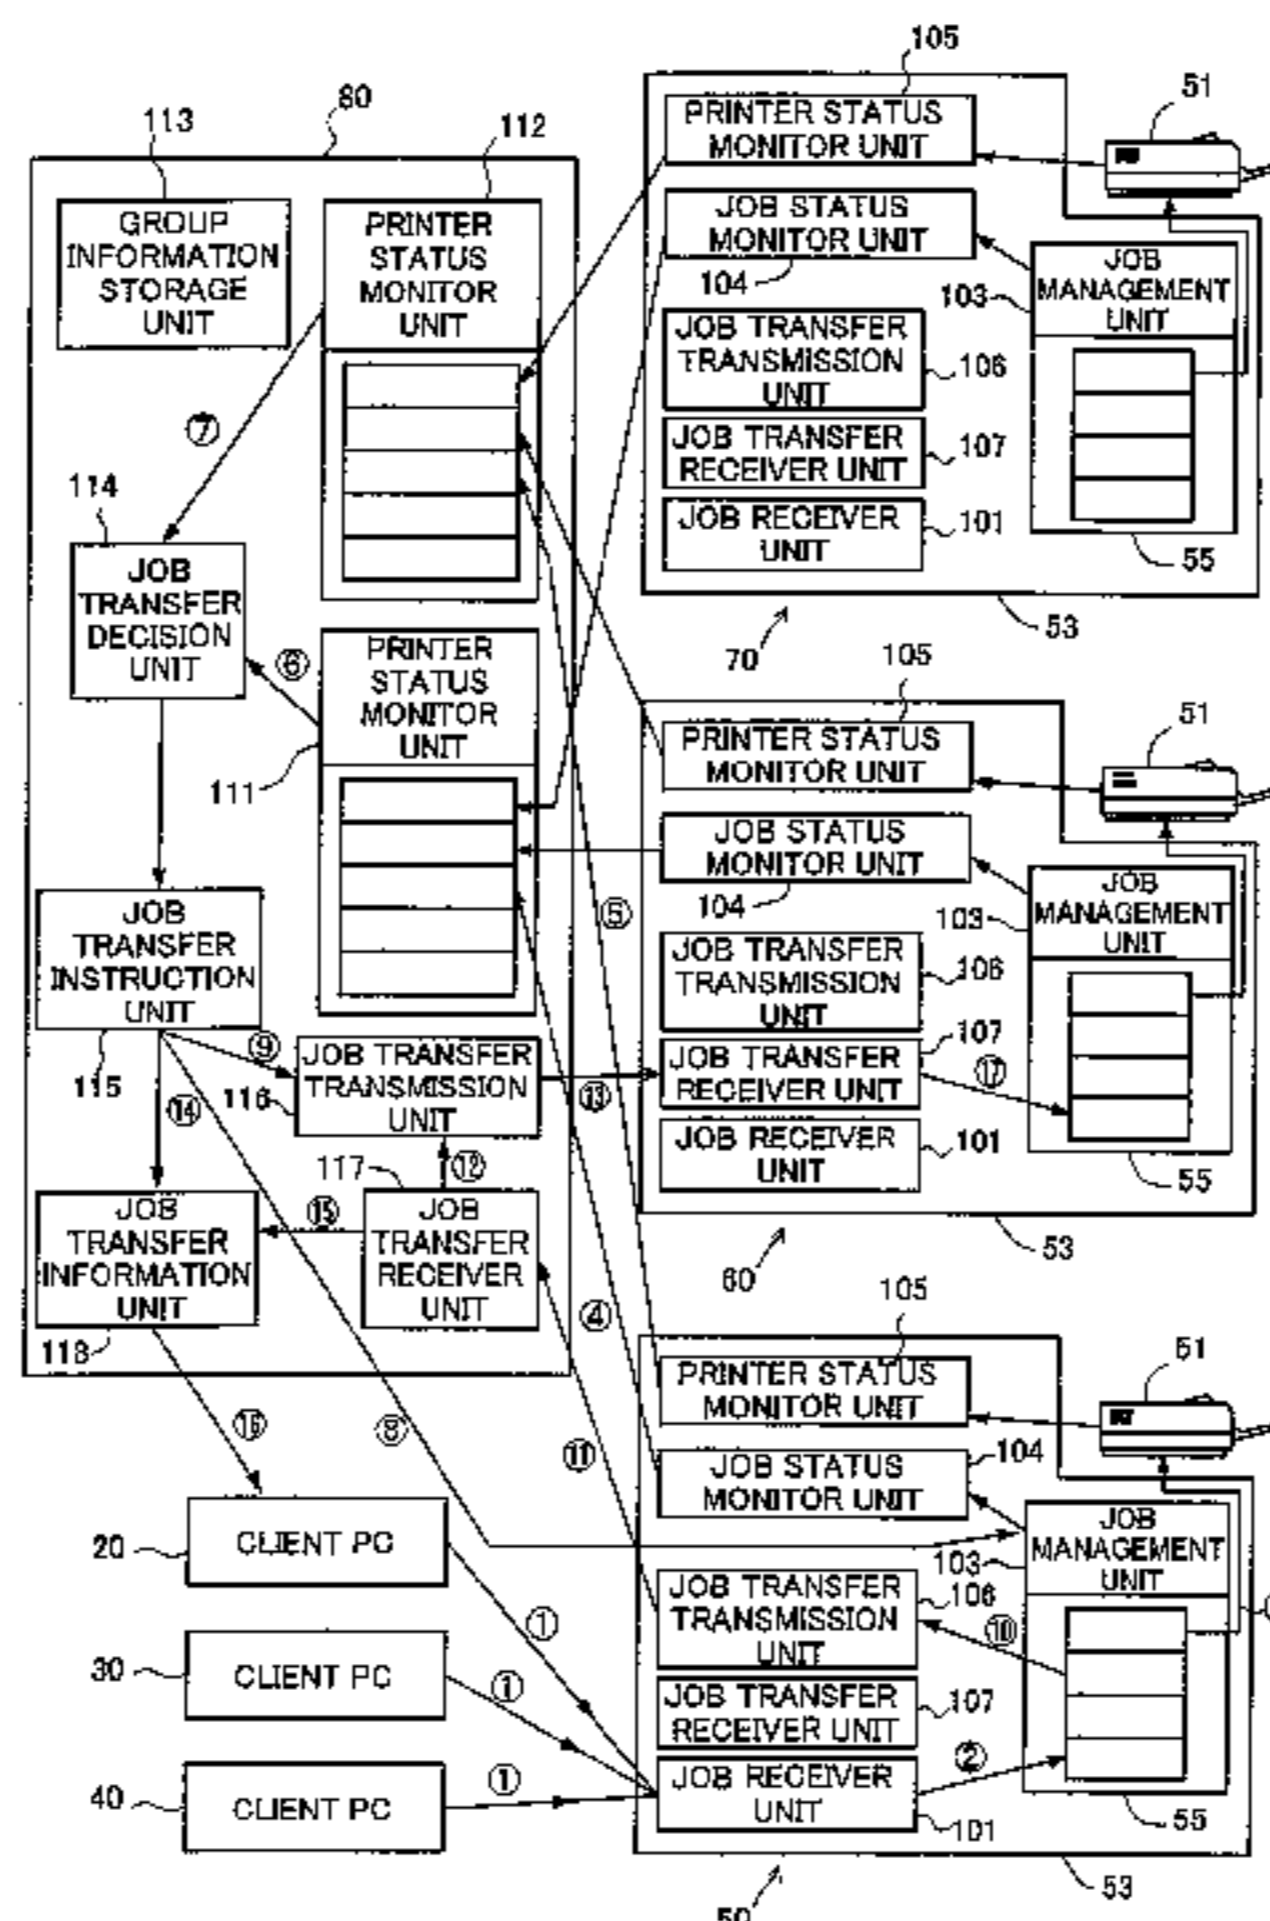 80
113
112
GROUP
INFORMATION
STORAGE
UNIT
PRINTER
STATUS
MONITOR
UNIT
⑦
114
JOB
TRANSFER
DECISION
UNIT
⑥
PRINTER
STATUS
MONITOR
UNIT
111
JOB
TRANSFER
INSTRUCTION
UNIT
115
⑨
⑭
JOB TRANSFER
TRANSMISSION
UNIT
116
⑬
117
⑫
JOB
TRANSFER
INFORMATION
UNIT
118
⑮
JOB
TRANSFER
RECEIVER
UNIT
⑯
⑧
⑪
④
⑤
20
CLIENT PC
①
30
CLIENT PC
①
40
CLIENT PC
①
105
PRINTER STATUS
MONITOR UNIT
51
JOB STATUS
MONITOR UNIT
104
103
JOB
MANAGEMENT
UNIT
JOB TRANSFER
TRANSMISSION
UNIT
106
JOB TRANSFER
RECEIVER UNIT
107
JOB RECEIVER
UNIT
101
55
70
53
105
PRINTER STATUS
MONITOR UNIT
51
JOB STATUS
MONITOR UNIT
104
103
JOB
MANAGEMENT
UNIT
JOB TRANSFER
TRANSMISSION
UNIT
106
JOB TRANSFER
RECEIVER UNIT
107
⑰
JOB RECEIVER
UNIT
101
55
60
53
105
PRINTER STATUS
MONITOR UNIT
51
JOB STATUS
MONITOR UNIT
104
103
JOB
MANAGEMENT
UNIT
JOB TRANSFER
TRANSMISSION
UNIT
106
⑩
JOB TRANSFER
RECEIVER UNIT
107
②
JOB RECEIVER
UNIT
101
55
50
53